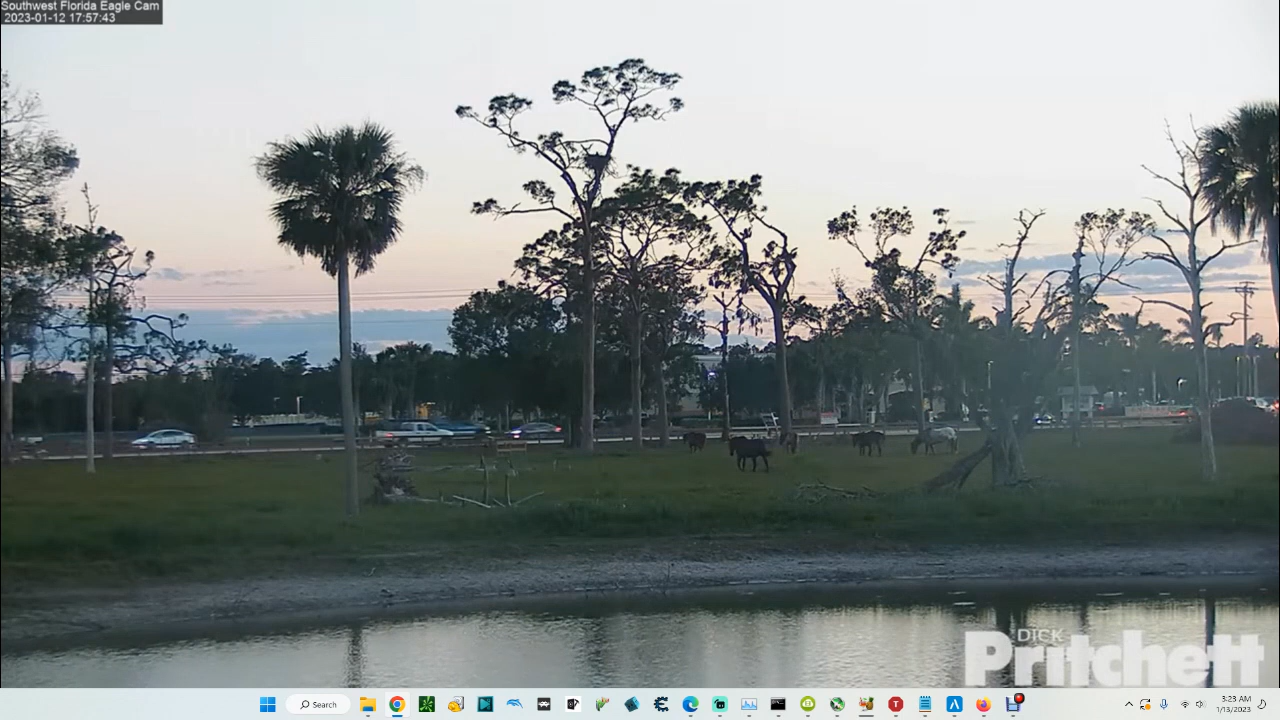 Southwest Florida Eagle Cam
2023-01-12 17:57:43
DICK
Pritchett
Search
3:23 AM
1/13/2023